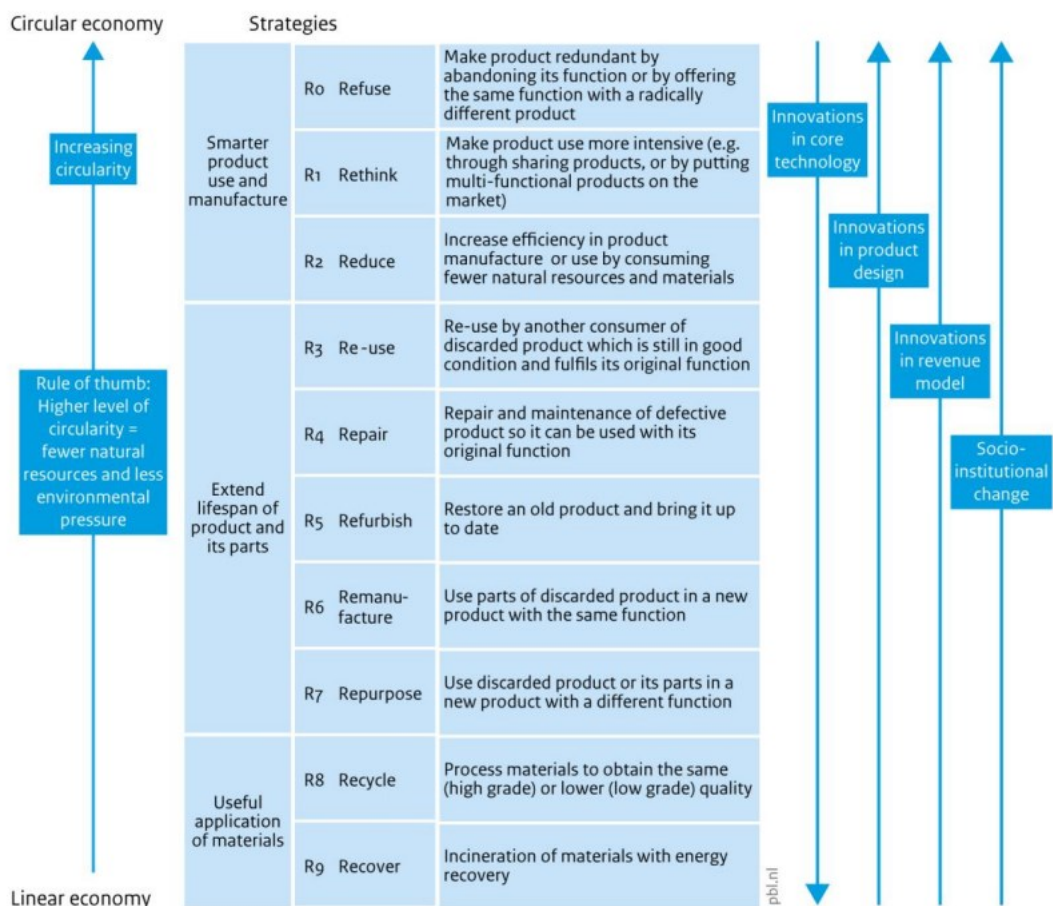 Circular economy
Strategies
Increasing
circularity
Rule of thumb:
Higher level of
circularity =
fewer natural
resources and less
environmental
pressure
Linear economy
Smarter
product
use and
manufacture
R0 Refuse
Make product redundant by
abandoning its function or by offering
the same function with a radically
different product
R1 Rethink
Make product use more intensive (e.g.
through sharing products, or by putting
multi-functional products on the
market)
R2 Reduce
Increase efficiency in product
manufacture or use by consuming
fewer natural resources and materials
Extend
lifespan of
product and
its parts
R3 Re-use
Re-use by another consumer of
discarded product which is still in good
condition and fulfils its original function
R4 Repair
Repair and maintenance of defective
product so it can be used with its
original function
R5 Refurbish
Restore an old product and bring it up
to date
R6 Remanu-
facture
Use parts of discarded product in a new
product with the same function
R7 Repurpose
Use discarded product or its parts in a
new product with a different function
Useful
application
of materials
R8 Recycle
Process materials to obtain the same
(high grade) or lower (low grade) quality
R9 Recover
Incineration of materials with energy
recovery
pbl.nl
Innovations
in core
technology
Innovations
in product
design
Innovations
in revenue
model
Socio-
institutional
change